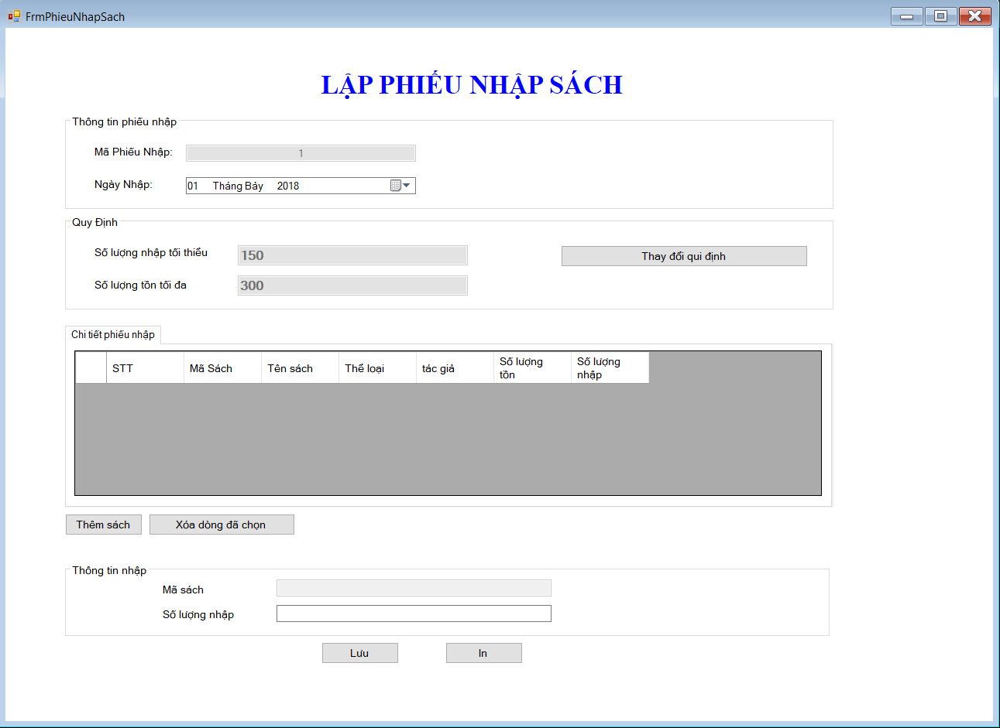 FrmPhieuNhapSach
LẬP PHIẾU NHẬP SÁCH
Thông tin phiếu nhập
Mã Phiếu Nhập: 1
Ngày Nhập: 01 Tháng Bảy 2018
Quy Định
Số lượng nhập tối thiểu 150 Thay đổi qui định
Số lượng tồn tối đa 300
Chi tiết phiếu nhập
STT Mã Sách Tên sách Thể loại tác giả Số lượng tồn Số lượng nhập
Thêm sách Xóa dòng đã chọn
Thông tin nhập
Mã sách
Số lượng nhập
Lưu In